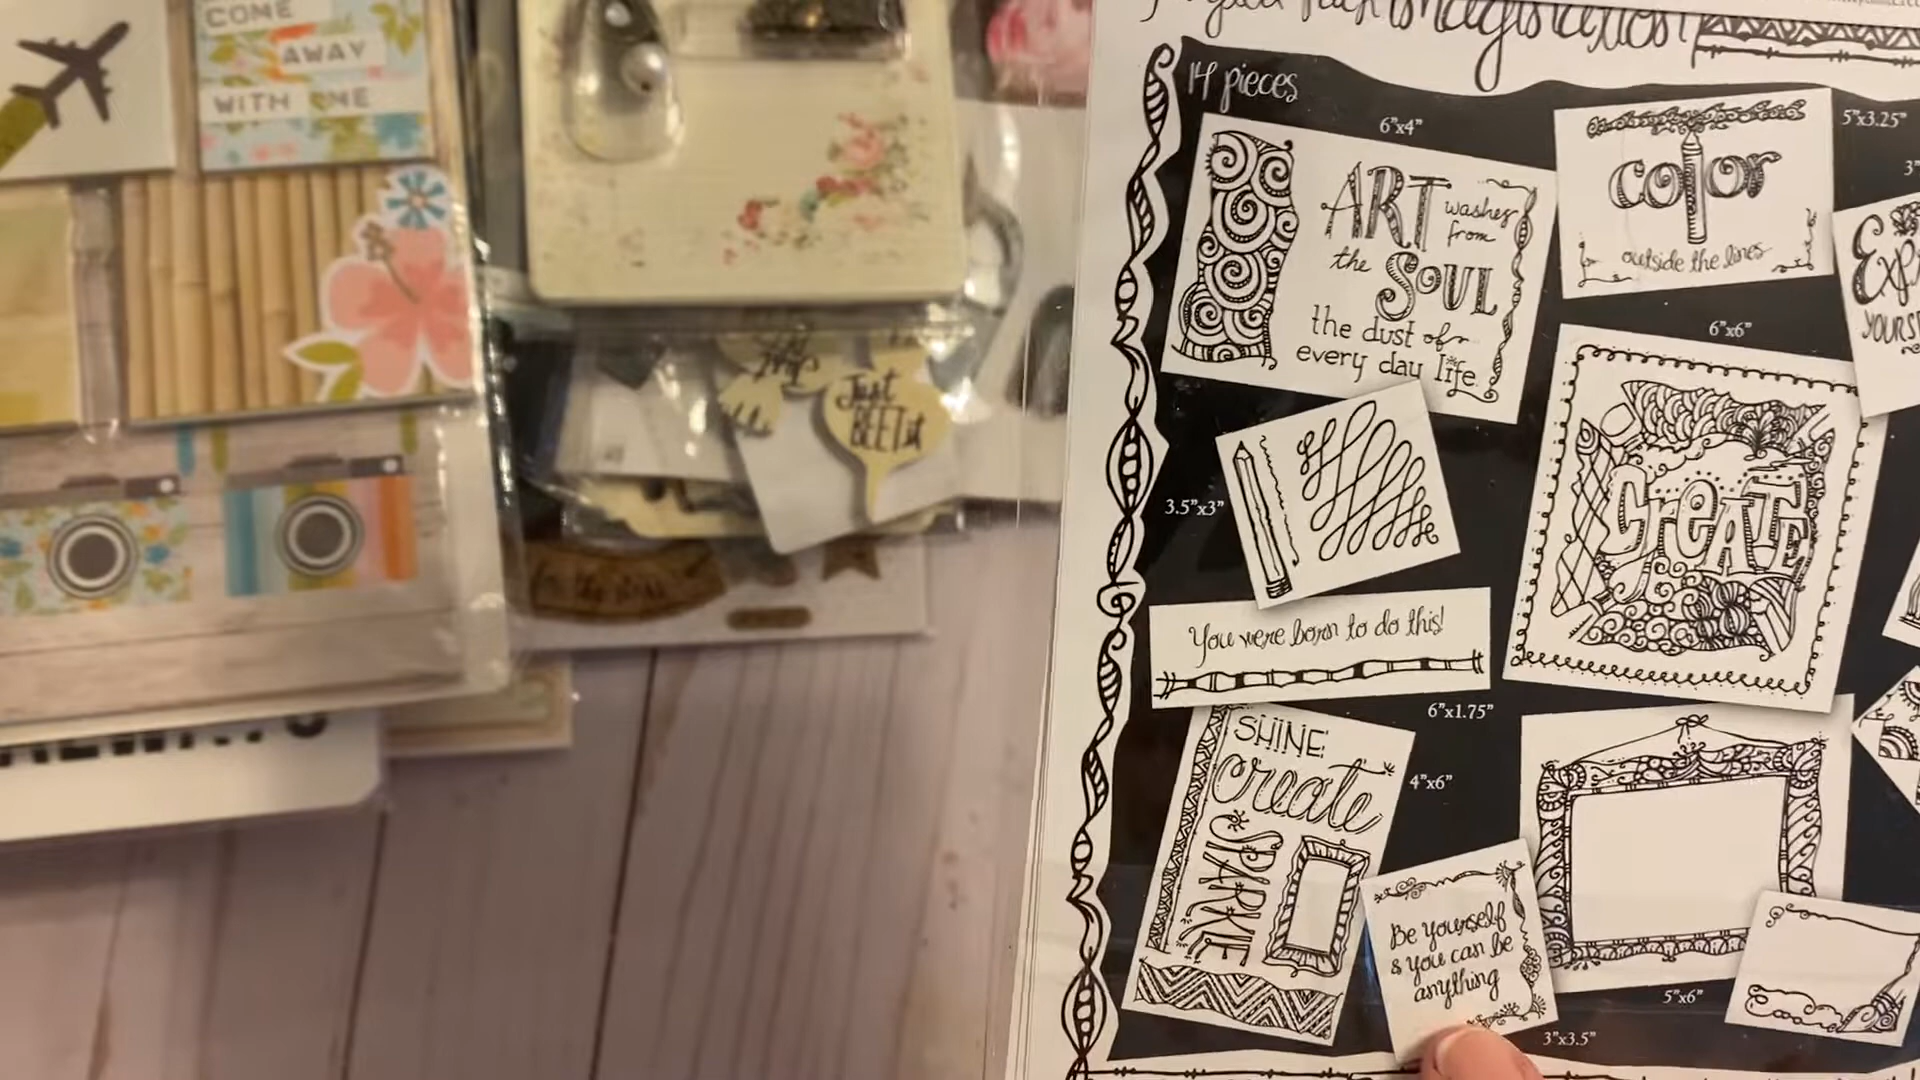 COME
AWAY
WITH ME
Just
BEET it
14 pieces
6"x4"
ART washes
from
the SOUL
the dust of
every day life
color
outside the lines
5"x3.25"
3"
YOURS
6"x6"
CREATE
3.5"x3"
You were born to do this!
6"x1.75"
SHINE
create
SPARKLE
4"x6"
Be yourself
& you can be
anything
5"x6"
3"x3.5"